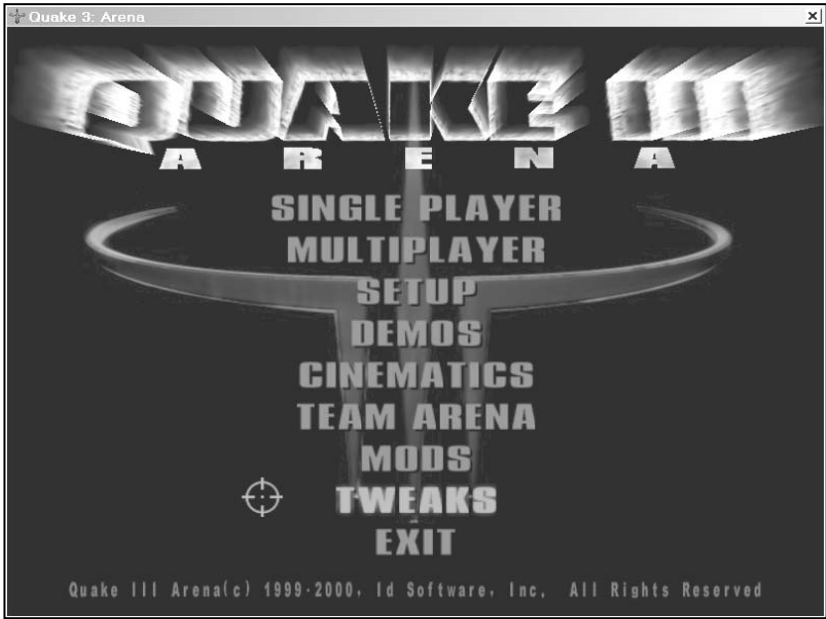 Quake 3: Arena
QUAKE III
ARENA
SINGLE PLAYER
MULTIPLAYER
SETUP
DEMOS
CINEMATICS
TEAM ARENA
MODS
TWEAKS
EXIT
Quake III Arena(c) 1999-2000, Id Software, Inc. All Rights Reserved